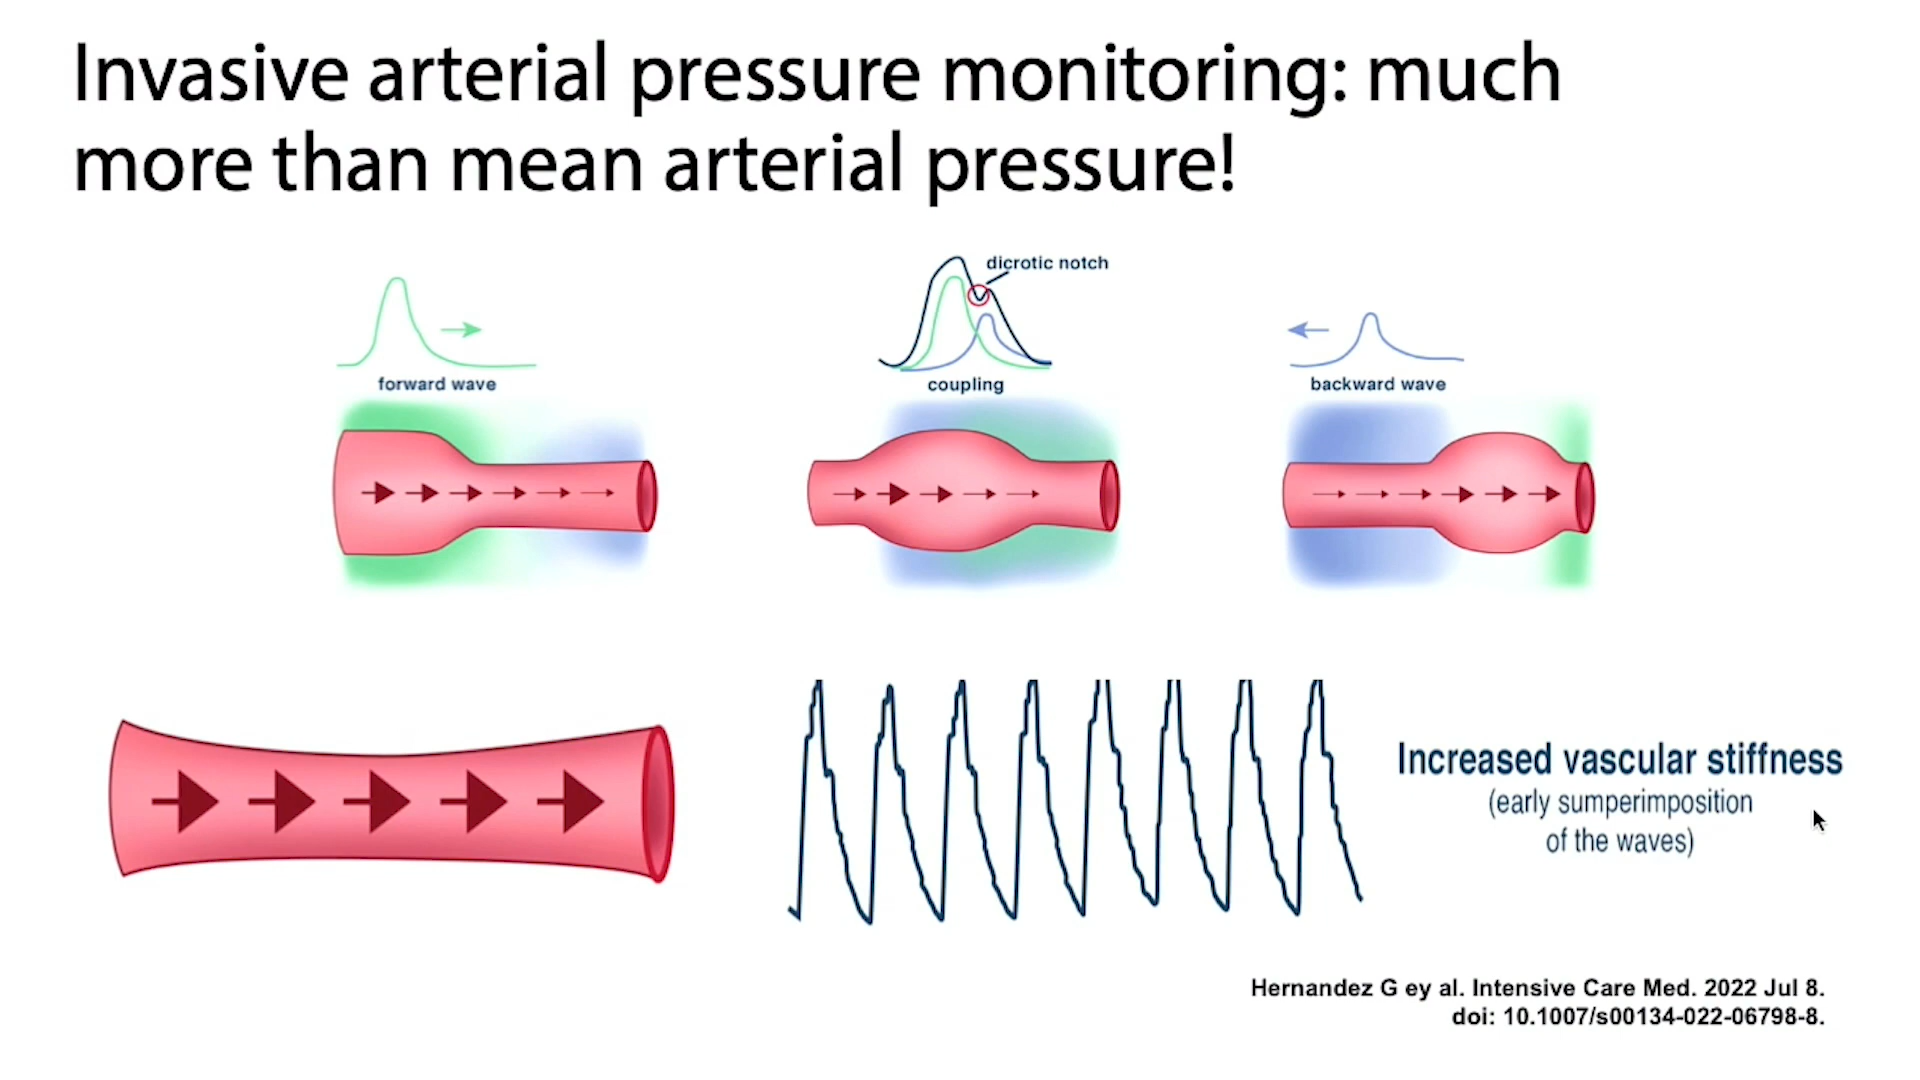 Invasive arterial pressure monitoring: much
more than mean arterial pressure!
dicrotic notch
forward wave
coupling
backward wave
Increased vascular stiffness
(early sumperimposition
of the waves)
Hernandez G ey al. Intensive Care Med. 2022 Jul 8.
doi: 10.1007/s00134-022-06798-8.